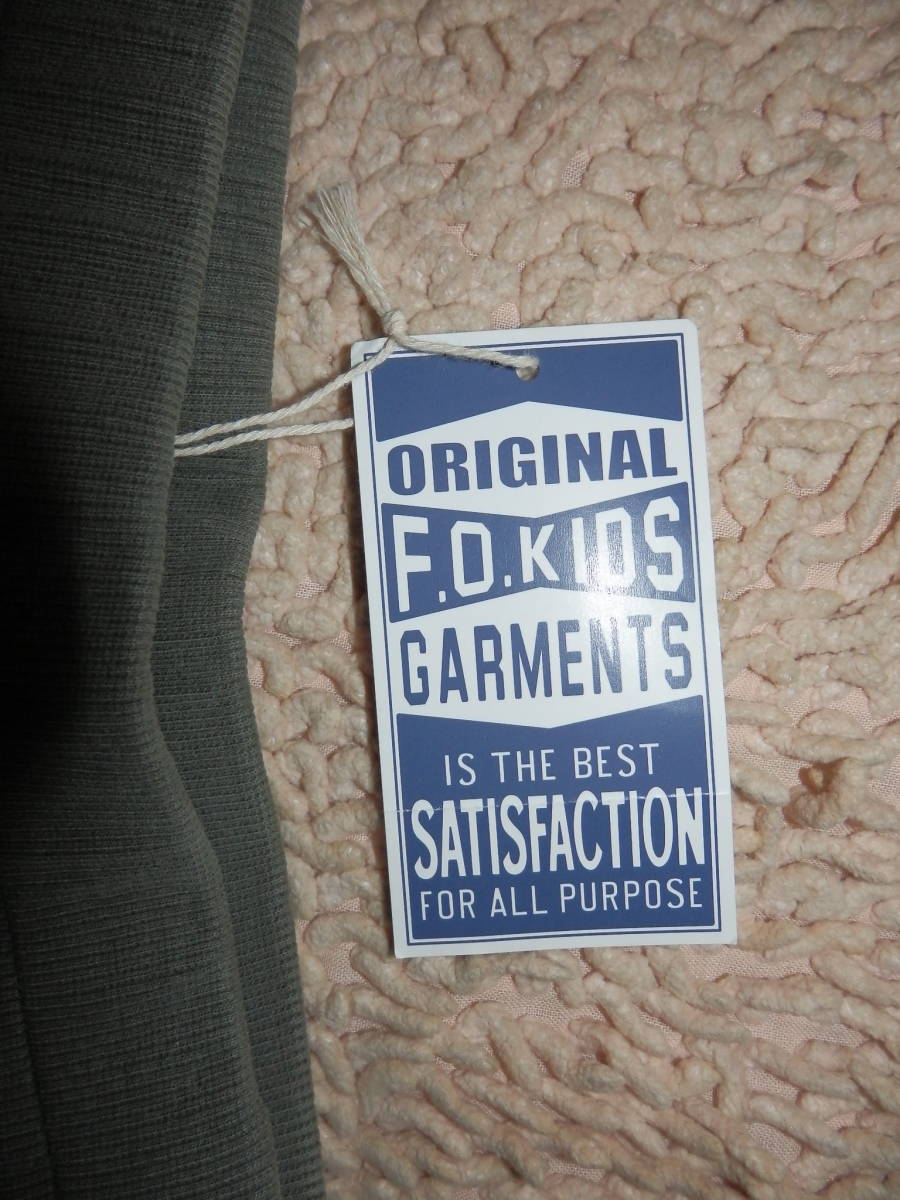 ORIGINAL
F.O.KIDS
GARMENTS
IS THE BEST
SATISFACTION
FOR ALL PURPOSE